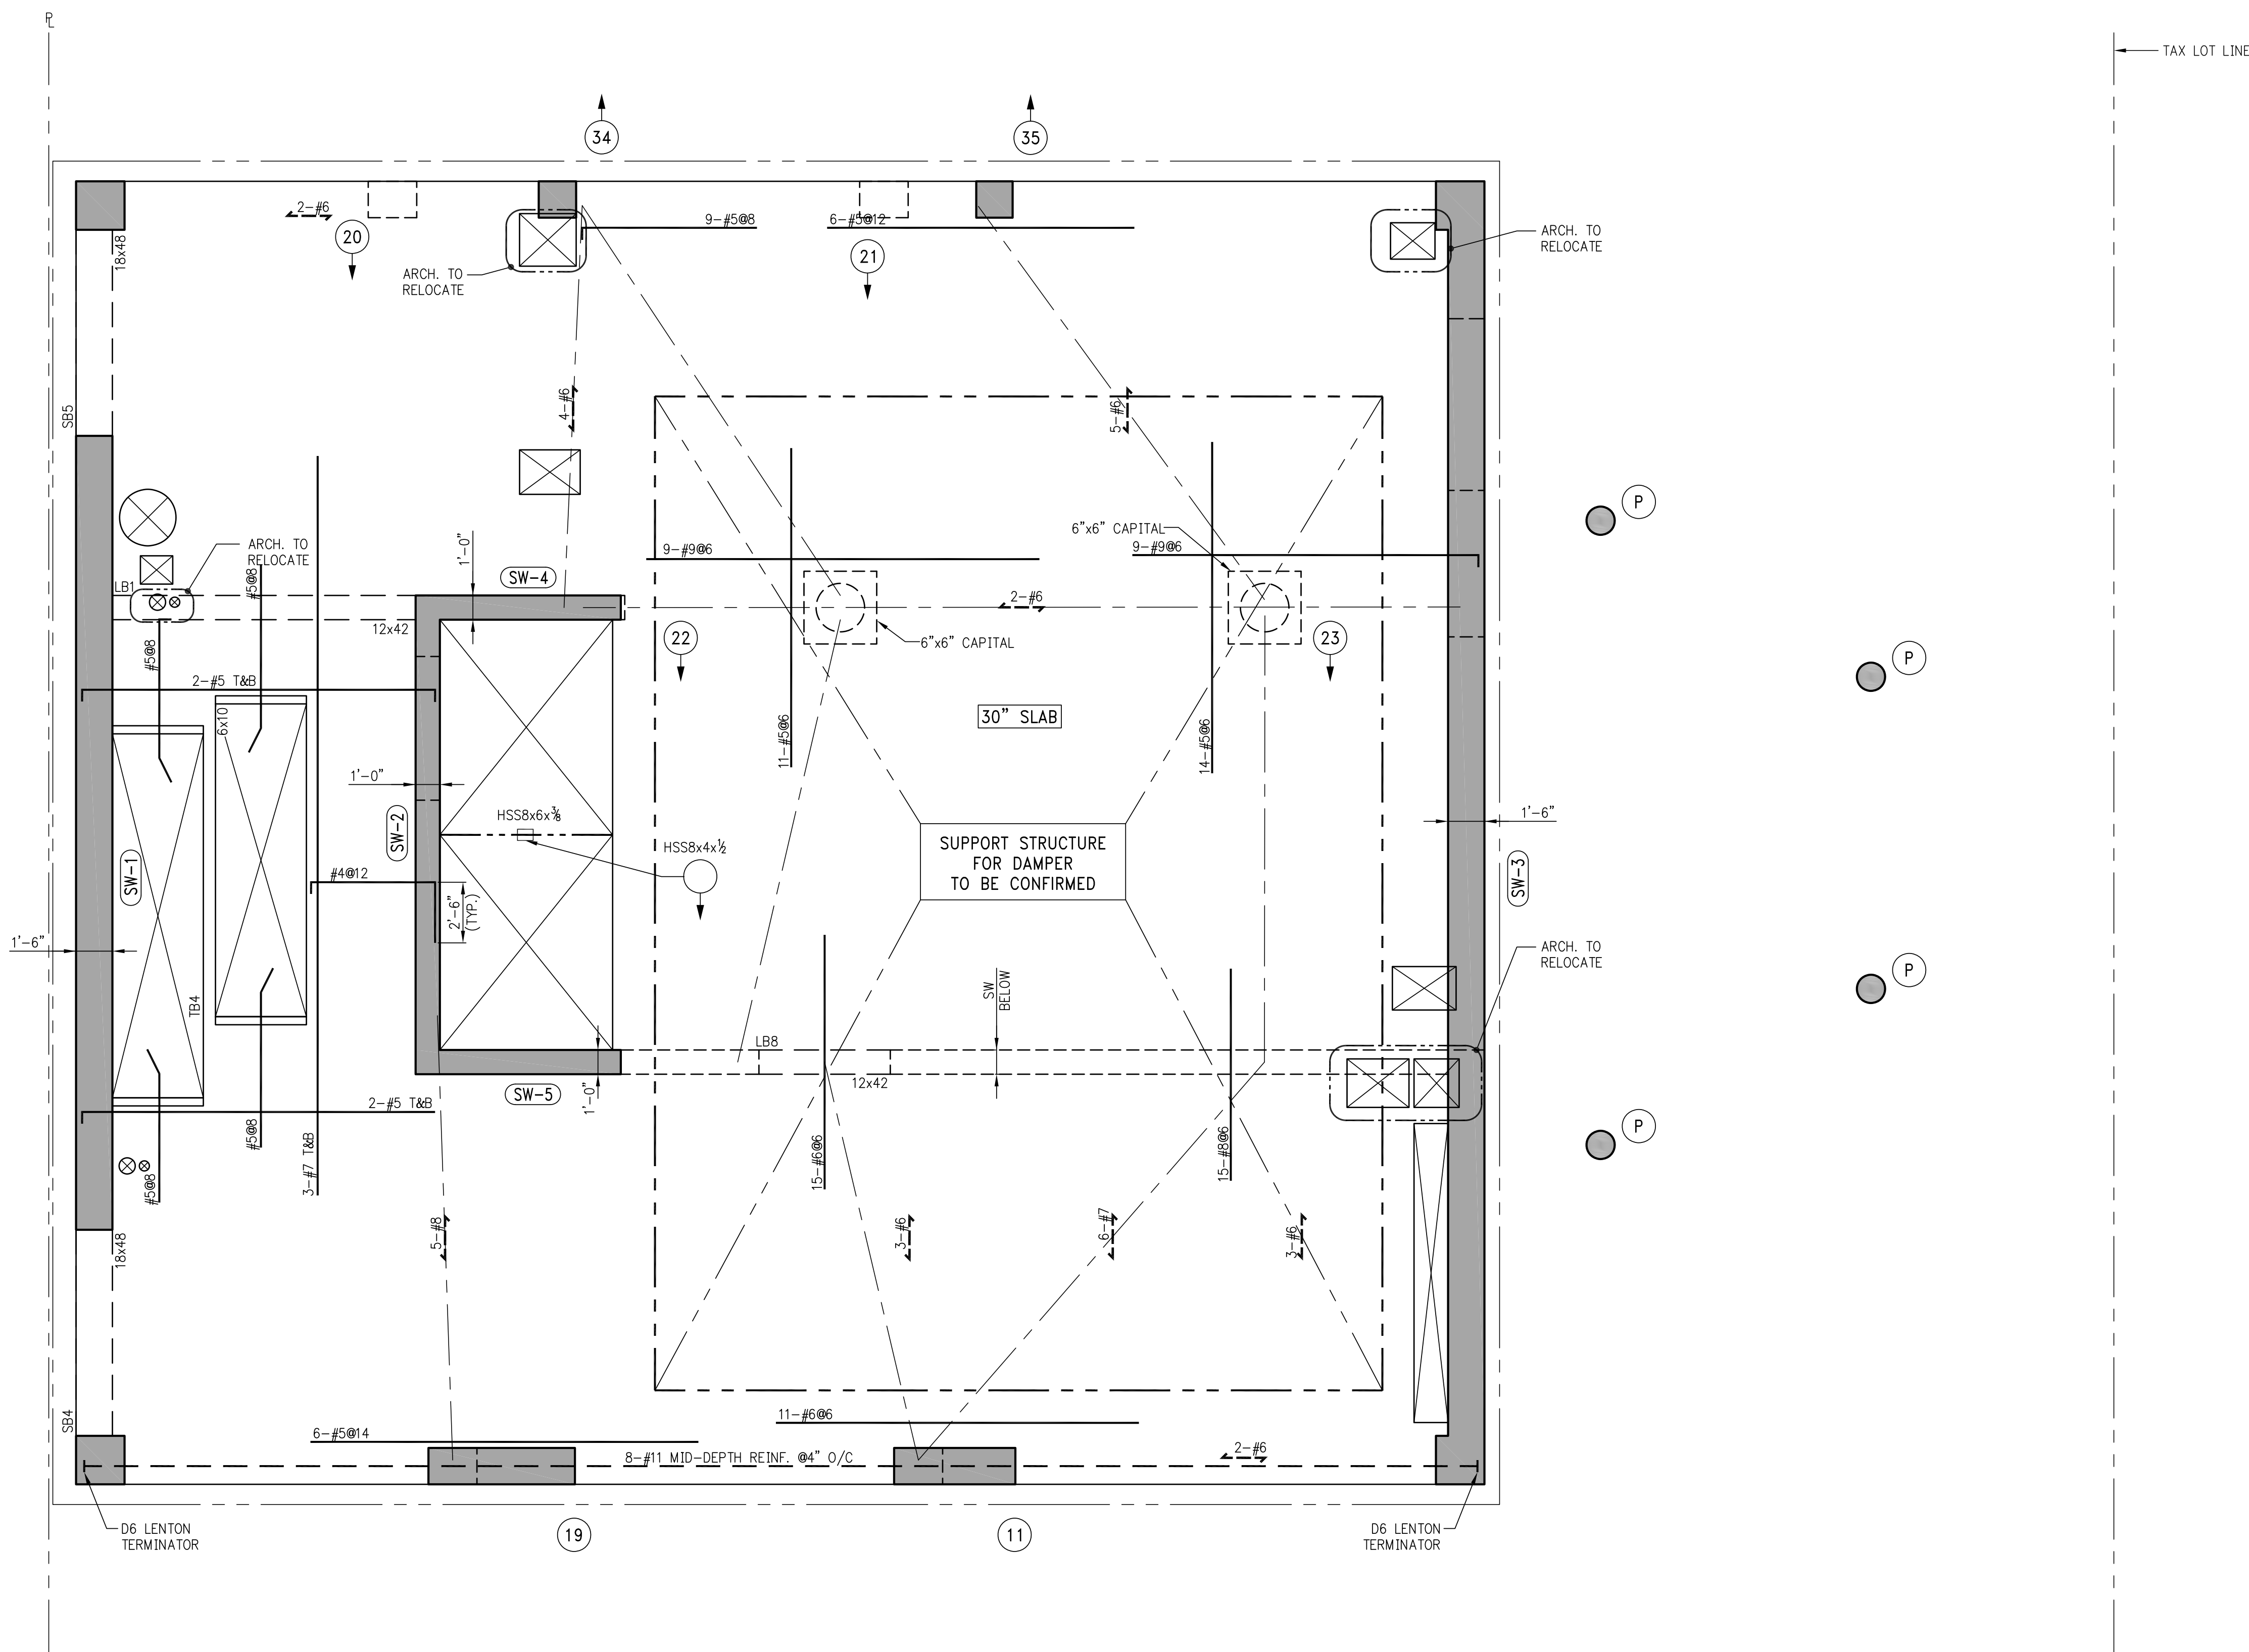 PL
TAX LOT LINE
34
35
2-#6
9-#5@8
6-#5@12
ARCH. TO
RELOCATE
20
18x48
21
ARCH. TO
RELOCATE
SB5
4-#6
5-#6
6"x6" CAPITAL
P
ARCH. TO
RELOCATE
1'-0"
9-#9@6
9-#9@6
SW-4
LB1
#5@8
2-#6
12x42
22
6"x6" CAPITAL
23
P
#5@8
2-#5 T&B
6x10
30" SLAB
11-#5@6
14-#5@6
1'-0"
HSS8x6x⅜
1'-6"
SW-2
HSS8x4x½
SUPPORT STRUCTURE
FOR DAMPER
TO BE CONFIRMED
SW-1
#4@12
SW-3
2'-6"
(TYP.)
1'-6"
ARCH. TO
RELOCATE
P
TB4
SW
BELOW
LB8
12x42
SW-5
1'-0"
2-#5 T&B
P
#5@8
#5@8
3-#7 T&B
15-#6@6
15-#8@6
18x48
5-#8
3-#6
6-#7
3-#6
SB4
6-#5@14
11-#6@6
8-#11 MID-DEPTH REINF. @4" O/C
2-#6
D6 LENTON
TERMINATOR
19
11
D6 LENTON
TERMINATOR